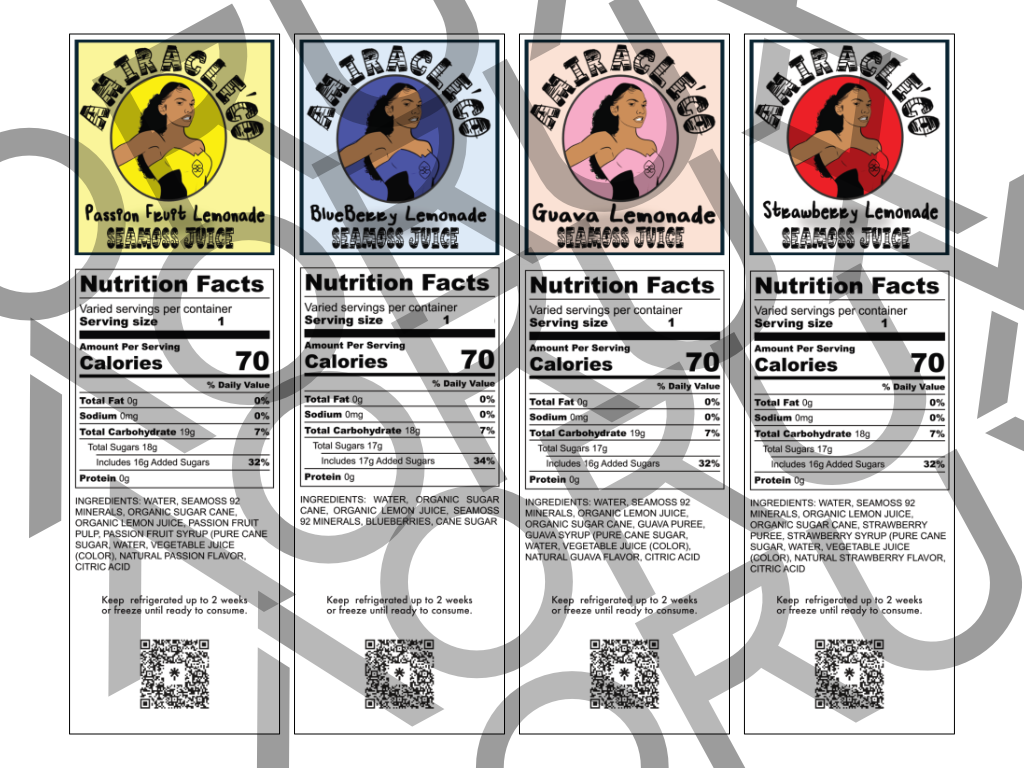 AMIRACLE'CO
Passion Fruit Lemonade
SEAMOSS JUICE
Nutrition Facts
Varied servings per container
Serving size 1
Amount Per Serving
Calories 70
% Daily Value
Total Fat 0g 0%
Sodium 0mg 0%
Total Carbohydrate 19g 7%
Total Sugars 18g
Includes 16g Added Sugars 32%
Protein 0g
INGREDIENTS: WATER, SEAMOSS 92
MINERALS, ORGANIC SUGAR CANE,
ORGANIC LEMON JUICE, PASSION FRUIT
PULP, PASSION FRUIT SYRUP (PURE CANE
SUGAR, WATER, VEGETABLE JUICE
(COLOR), NATURAL PASSION FLAVOR,
CITRIC ACID
Keep refrigerated up to 2 weeks
or freeze until ready to consume.
AMIRACLE'CO
BlueBerry Lemonade
SEAMOSS JUICE
Nutrition Facts
Varied servings per container
Serving size 1
Amount Per Serving
Calories 70
% Daily Value
Total Fat 0g 0%
Sodium 0mg 0%
Total Carbohydrate 18g 7%
Total Sugars 17g
Includes 17g Added Sugars 34%
Protein 0g
INGREDIENTS: WATER, ORGANIC SUGAR
CANE, ORGANIC LEMON JUICE, SEAMOSS
92 MINERALS, BLUEBERRIES, CANE SUGAR
Keep refrigerated up to 2 weeks
or freeze until ready to consume.
AMIRACLE'CO
Guava Lemonade
SEAMOSS JUICE
Nutrition Facts
Varied servings per container
Serving size 1
Amount Per Serving
Calories 70
% Daily Value
Total Fat 0g 0%
Sodium 0mg 0%
Total Carbohydrate 19g 7%
Total Sugars 17g
Includes 16g Added Sugars 32%
Protein 0g
INGREDIENTS: WATER, SEAMOSS 92
MINERALS, ORGANIC LEMON JUICE,
ORGANIC SUGAR CANE, GUAVA PUREE,
GUAVA SYRUP (PURE CANE SUGAR,
WATER, VEGETABLE JUICE (COLOR),
NATURAL GUAVA FLAVOR, CITRIC ACID
Keep refrigerated up to 2 weeks
or freeze until ready to consume.
AMIRACLE'CO
Strawberry Lemonade
SEAMOSS JUICE
Nutrition Facts
Varied servings per container
Serving size 1
Amount Per Serving
Calories 70
% Daily Value
Total Fat 0g 0%
Sodium 0mg 0%
Total Carbohydrate 19g 7%
Total Sugars 17g
Includes 16g Added Sugars 32%
Protein 0g
INGREDIENTS: WATER, SEAMOSS 92
MINERALS, ORGANIC LEMON JUICE,
ORGANIC SUGAR CANE, STRAWBERRY
PUREE, STRAWBERRY SYRUP (PURE CANE
SUGAR, WATER, VEGETABLE JUICE
(COLOR), NATURAL STRAWBERRY FLAVOR,
CITRIC ACID
Keep refrigerated up to 2 weeks
or freeze until ready to consume.